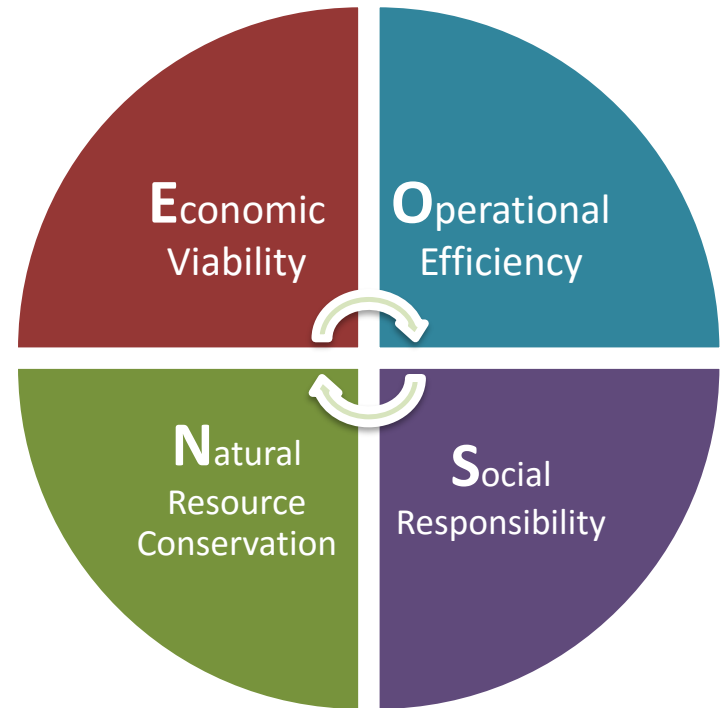 Economic
Viability
Operational
Efficiency
Natural
Resource
Conservation
Social
Responsibility